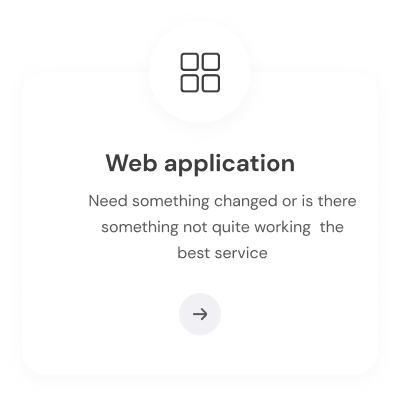 Web application
Need something changed or is there
something not quite working  the
best service